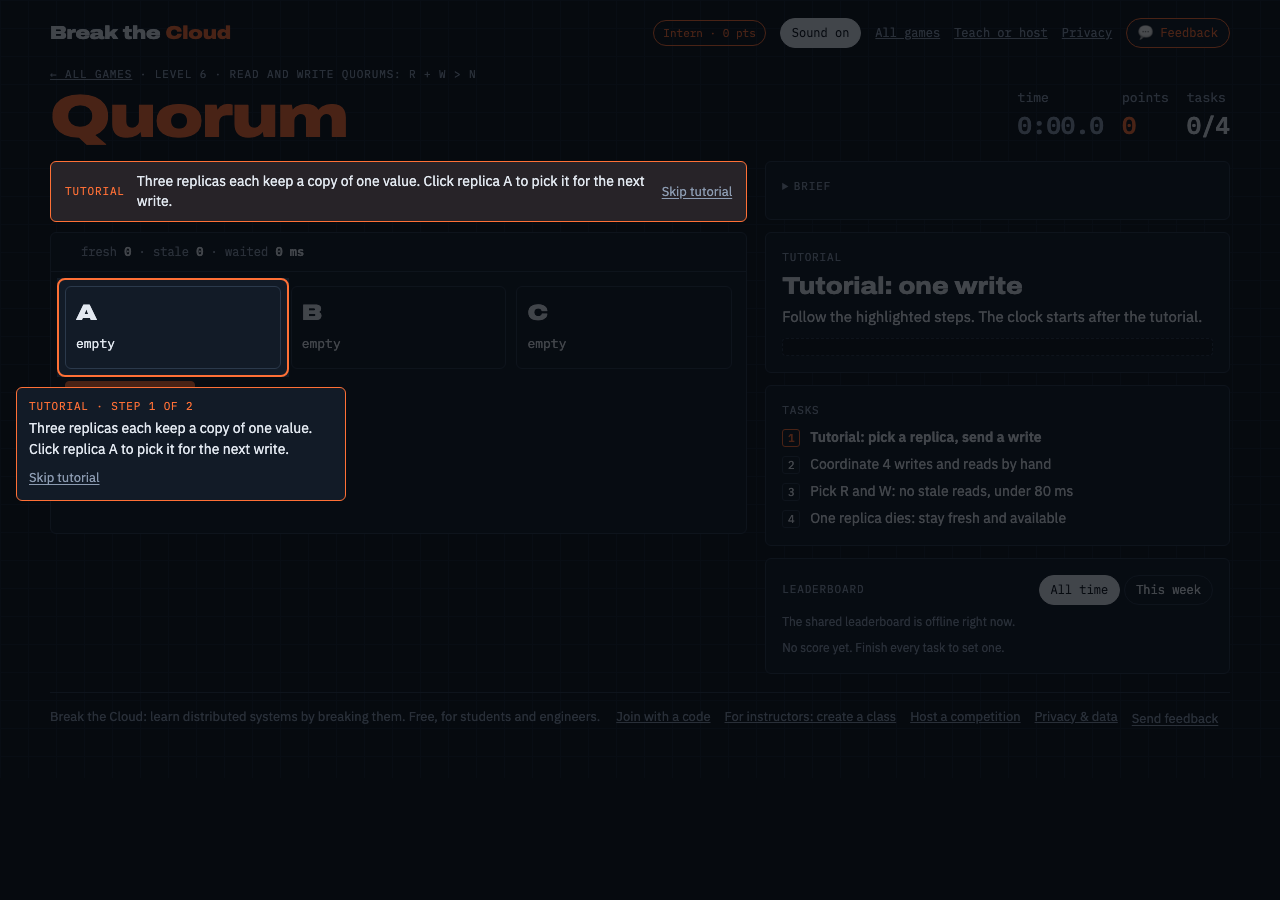 Break the Cloud
Intern · 0 pts
Sound on
All games
Teach or host
Privacy
💬 Feedback
← ALL GAMES · LEVEL 6 · READ AND WRITE QUORUMS: R + W > N
Quorum
time
points
tasks
0:00.0
0
0/4
TUTORIAL
Three replicas each keep a copy of one value. Click replica A to pick it for the next
write.
Skip tutorial
▶ BRIEF
fresh 0 · stale 0 · waited 0 ms
A
empty
B
empty
C
empty
TUTORIAL · STEP 1 OF 2
Three replicas each keep a copy of one value.
Click replica A to pick it for the next write.
Skip tutorial
TUTORIAL
Tutorial: one write
Follow the highlighted steps. The clock starts after the tutorial.
TASKS
1 Tutorial: pick a replica, send a write
2 Coordinate 4 writes and reads by hand
3 Pick R and W: no stale reads, under 80 ms
4 One replica dies: stay fresh and available
LEADERBOARD
All time
This week
The shared leaderboard is offline right now.
No score yet. Finish every task to set one.
Break the Cloud: learn distributed systems by breaking them. Free, for students and engineers.
Join with a code
For instructors: create a class
Host a competition
Privacy & data
Send feedback